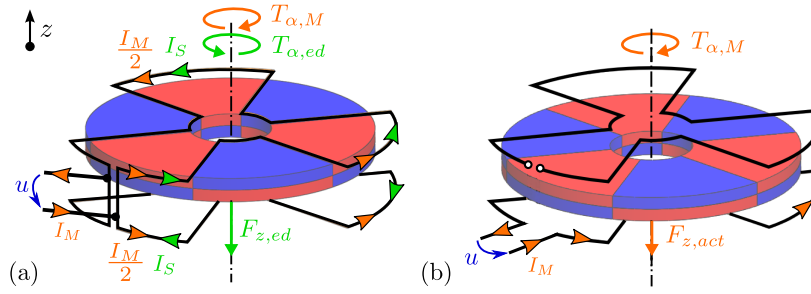 z
T_{α,M}
T_{α,ed}
I_M/2 I_S
u
I_M
I_M/2 I_S
F_{z,ed}
(a)
T_{α,M}
u
I_M
F_{z,act}
(b)